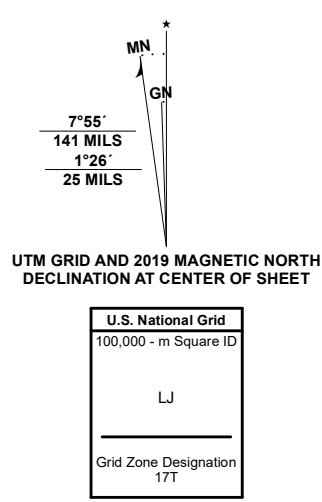 ★
MN
GN
7°55´
141 MILS
1°26´
25 MILS
UTM GRID AND 2019 MAGNETIC NORTH
DECLINATION AT CENTER OF SHEET
U.S. National Grid
100,000 - m Square ID
LJ
Grid Zone Designation
17T